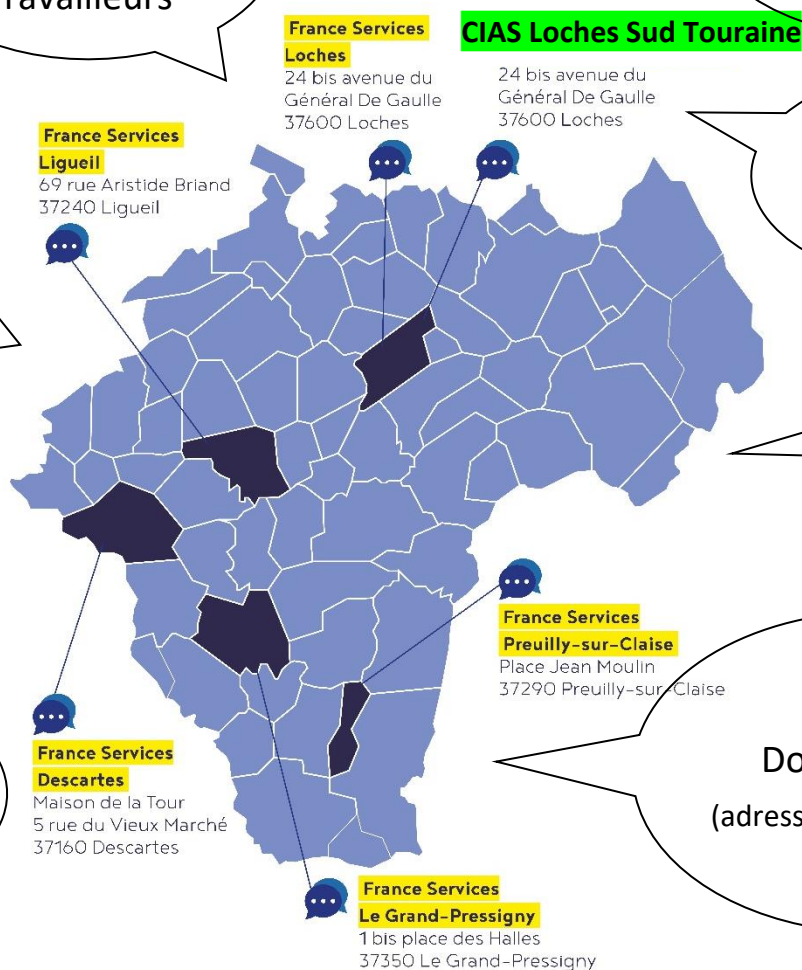 ravailleurs
France Services
Loches
24 bis avenue du
Général De Gaulle
37600 Loches
CIAS Loches Sud Touraine
24 bis avenue du
Général De Gaulle
37600 Loches
France Services
Ligueil
69 rue Aristide Briand
37240 Ligueil
France Services
Preuilly-sur-Claise
Place Jean Moulin
37290 Preuilly-sur-Claise
Do
(adress
France Services
Descartes
Maison de la Tour
5 rue du Vieux Marché
37160 Descartes
France Services
Le Grand-Pressigny
1 bis place des Halles
37350 Le Grand-Pressigny